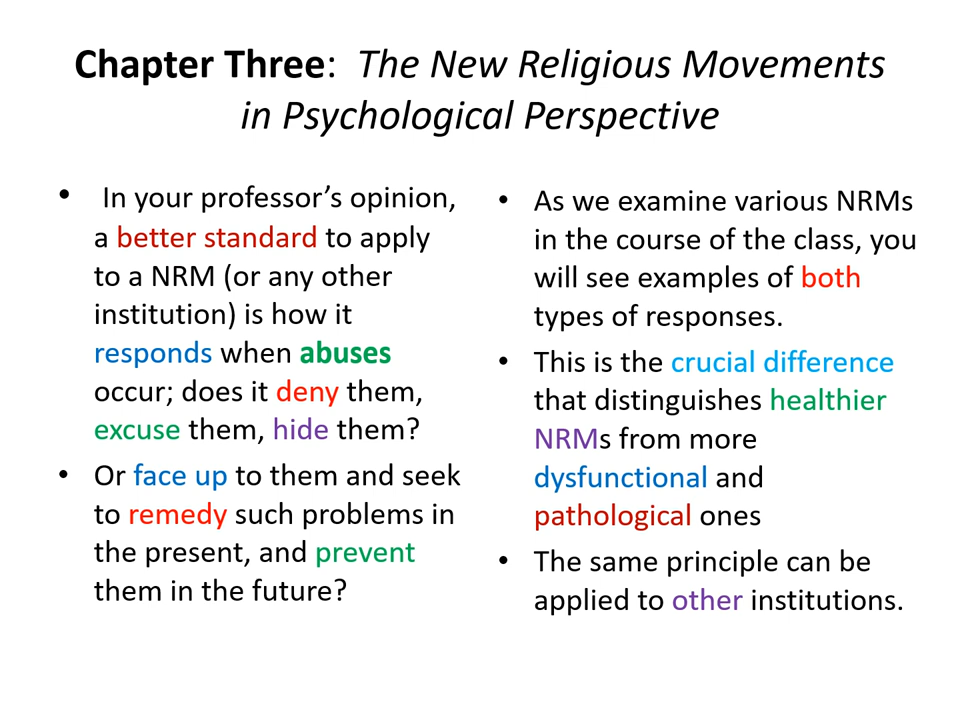 Chapter Three:  The New Religious Movements
in Psychological Perspective
• In your professor’s opinion,
a better standard to apply
to a NRM (or any other
institution) is how it
responds when abuses
occur; does it deny them,
excuse them, hide them?
• Or face up to them and seek
to remedy such problems in
the present, and prevent
them in the future?
• As we examine various NRMs
in the course of the class, you
will see examples of both
types of responses.
• This is the crucial difference
that distinguishes healthier
NRMs from more
dysfunctional and
pathological ones
• The same principle can be
applied to other institutions.